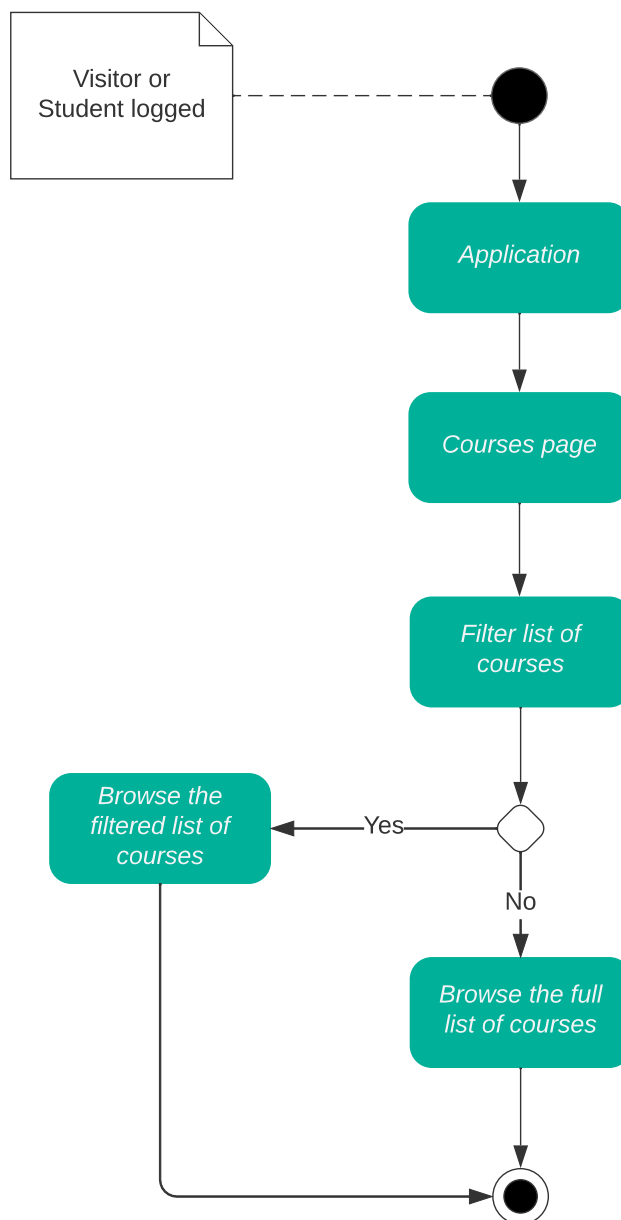 Visitor or
Student logged
Application
Courses page
Filter list of
courses
Browse the
filtered list of
courses
Yes
No
Browse the full
list of courses